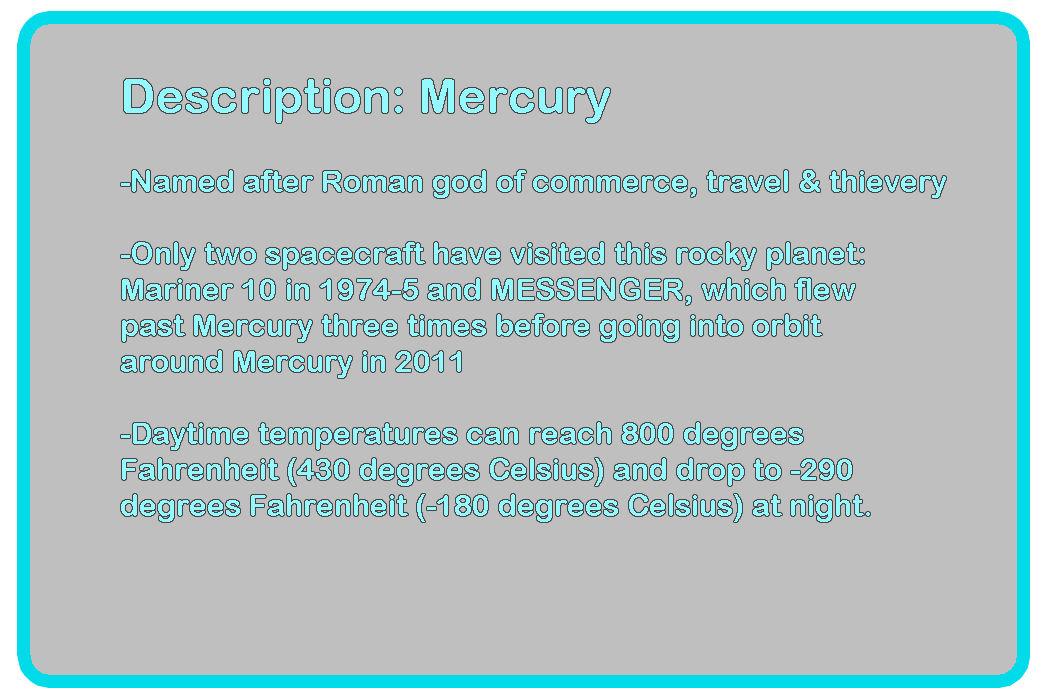 Description: Mercury
-Named after Roman god of commerce, travel & thievery
-Only two spacecraft have visited this rocky planet:
Mariner 10 in 1974-5 and MESSENGER, which flew
past Mercury three times before going into orbit
around Mercury in 2011
-Daytime temperatures can reach 800 degrees
Fahrenheit (430 degrees Celsius) and drop to -290
degrees Fahrenheit (-180 degrees Celsius) at night.